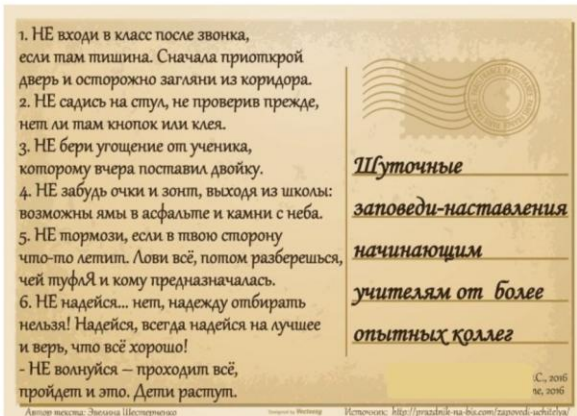 1. НЕ входи в класс после звонка,
если там тишина. Сначала приоткрой
дверь и осторожно загляни из коридора.
2. НЕ садись на стул, не проверив прежде,
нет ли там кнопок или клея.
3. НЕ бери угощение от ученика,
которому вчера поставил двойку.
4. НЕ забудь очки и зонт, выходя из школы:
возможны ямы в асфальте и камни с неба.
5. НЕ тормози, если в твою сторону
что-то летит. Лови всё, потом разберешься,
чей туфлЯ и кому предназначалась.
6. НЕ надейся... нет, надежду отбирать
нельзя! Надейся, всегда надейся на лучшее
и верь, что всё хорошо!
- НЕ волнуйся – проходит всё,
пройдет и это. Дети растут.
Шуточные
заповеди-наставления
начинающим
учителям от более
опытных коллег
2016
2016
Автор текста: Эвелина Шестерненко
Designed by Vecteezy
Источник: http://prazdnik-na-bis.com/zapovedi-uchitelya/